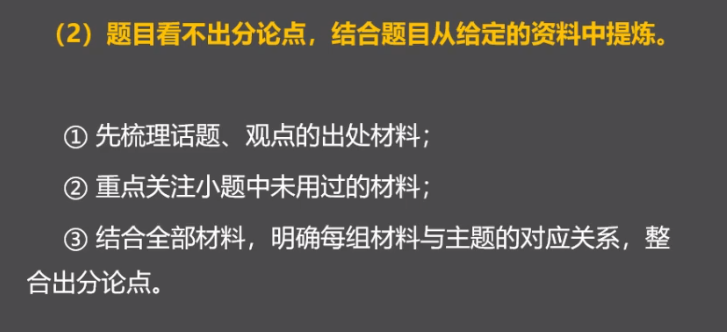 （2）题目看不出分论点，结合题目从给定的资料中提炼。
① 先梳理话题、观点的出处材料；
② 重点关注小题中未用过的材料；
③ 结合全部材料，明确每组材料与主题的对应关系，整
合出分论点。